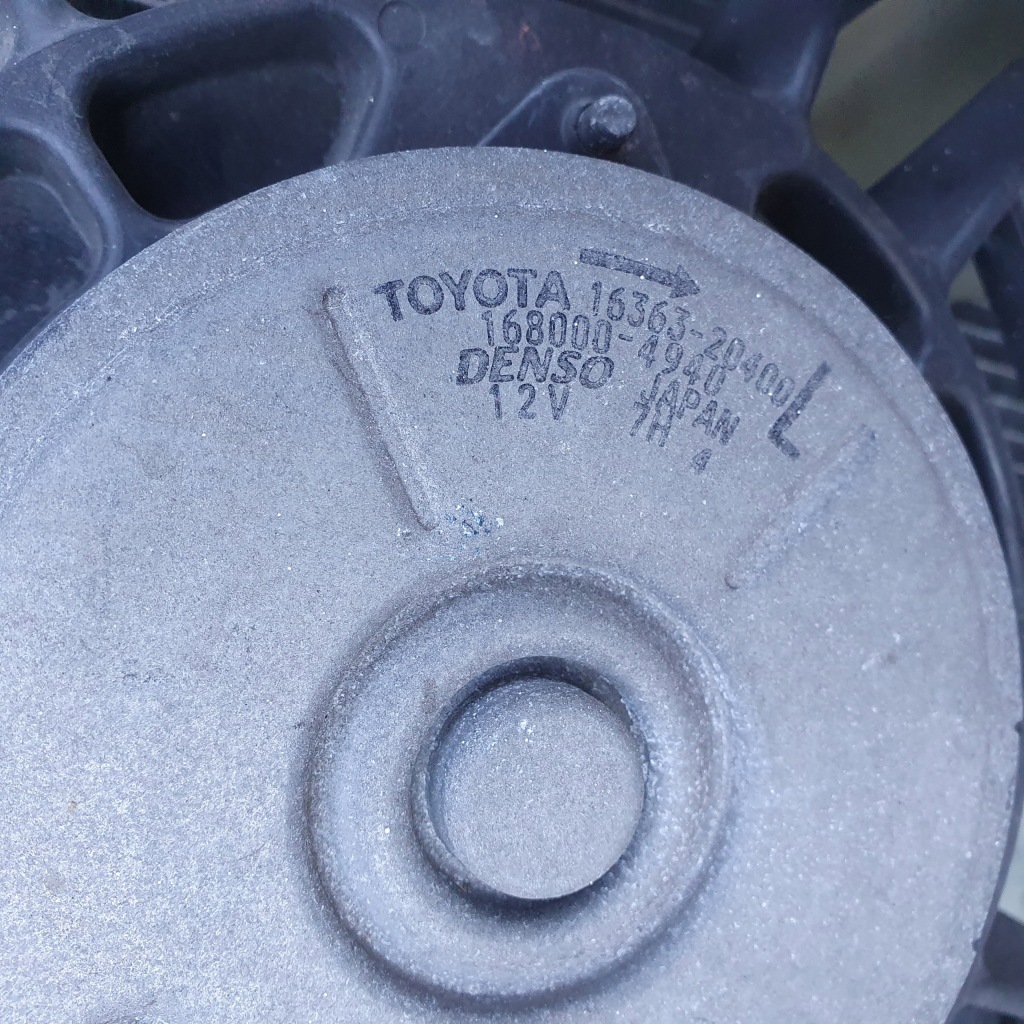 TOYOTA 16363-20400 L
168000-4940
DENSO JAPAN
12V 7H
4